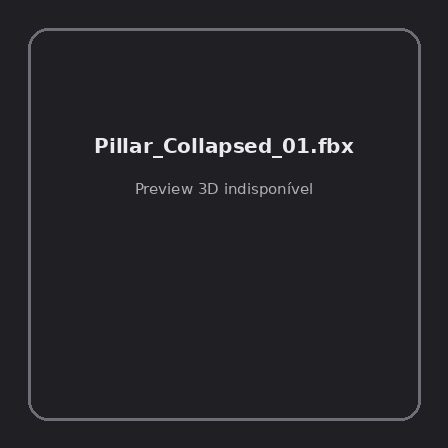 Pillar_Collapsed_01.fbx
Preview 3D indisponível